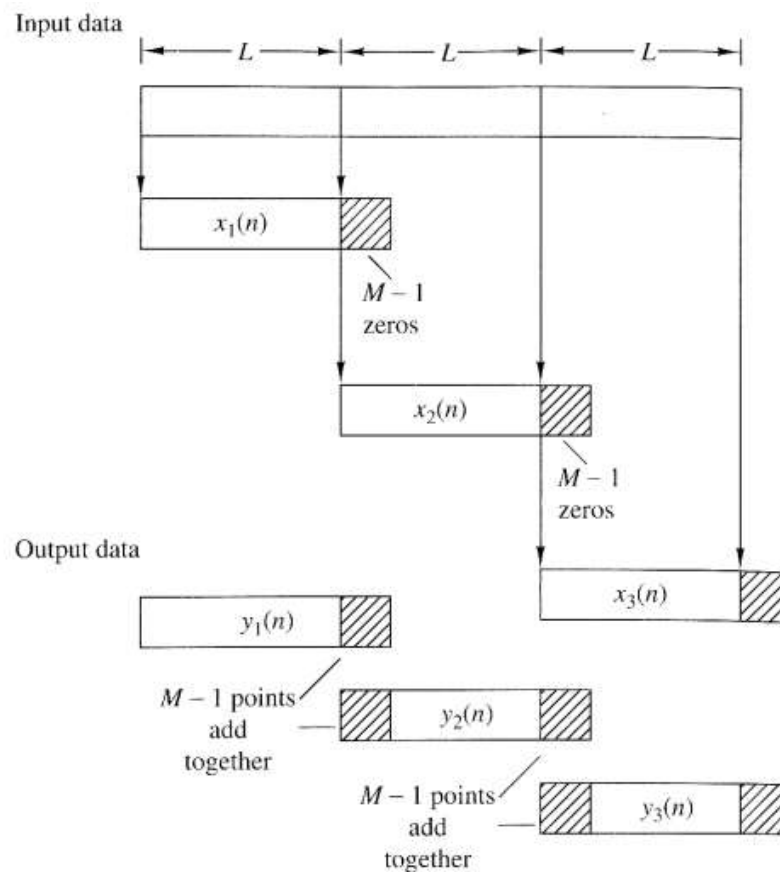 Input data
L L L
x₁(n)
M – 1
zeros
x₂(n)
M – 1
zeros
Output data
x₃(n)
y₁(n)
M – 1 points
add
together
y₂(n)
M – 1 points
add
together
y₃(n)